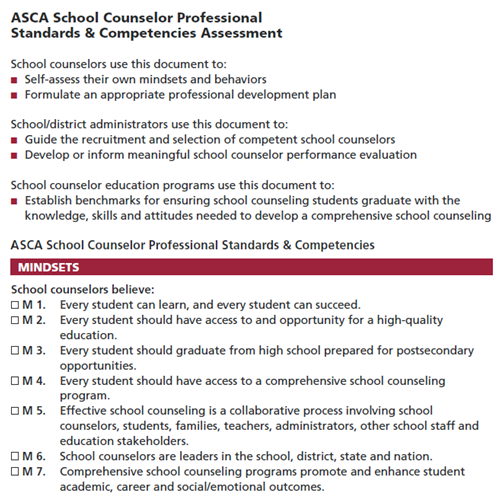 ASCA School Counselor Professional
Standards & Competencies Assessment
School counselors use this document to:
■ Self-assess their own mindsets and behaviors
■ Formulate an appropriate professional development plan
School/district administrators use this document to:
■ Guide the recruitment and selection of competent school counselors
■ Develop or inform meaningful school counselor performance evaluation
School counselor education programs use this document to:
■ Establish benchmarks for ensuring school counseling students graduate with the
knowledge, skills and attitudes needed to develop a comprehensive school counseling
ASCA School Counselor Professional Standards & Competencies
MINDSETS
School counselors believe:
☐ M 1. Every student can learn, and every student can succeed.
☐ M 2. Every student should have access to and opportunity for a high-quality
education.
☐ M 3. Every student should graduate from high school prepared for postsecondary
opportunities.
☐ M 4. Every student should have access to a comprehensive school counseling
program.
☐ M 5. Effective school counseling is a collaborative process involving school
counselors, students, families, teachers, administrators, other school staff and
education stakeholders.
☐ M 6. School counselors are leaders in the school, district, state and nation.
☐ M 7. Comprehensive school counseling programs promote and enhance student
academic, career and social/emotional outcomes.